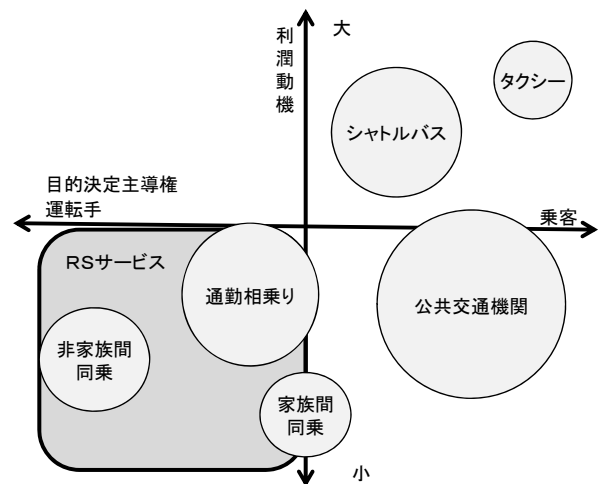 大
利潤動機
タクシー
シャトルバス
目的決定主導権
運転手
乗客
RSサービス
通勤相乗り
公共交通機関
非家族間
同乗
家族間
同乗
小